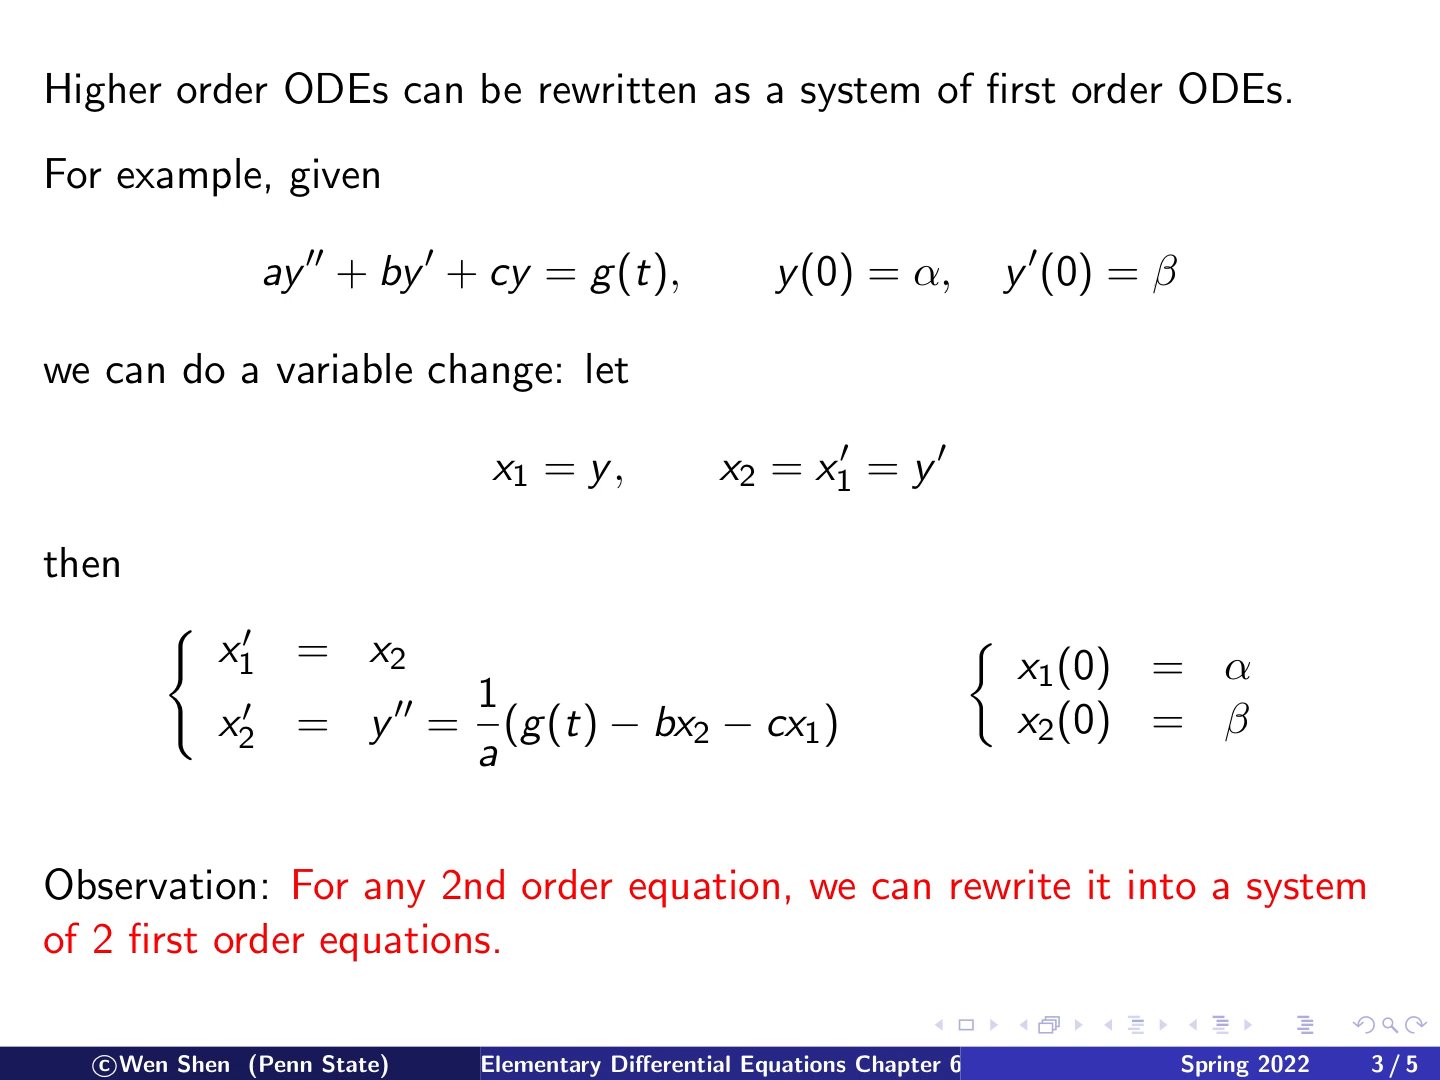 Higher order ODEs can be rewritten as a system of first order ODEs.
For example, given
ay″ + by′ + cy = g(t), y(0) = α, y′(0) = β
we can do a variable change: let
x₁ = y, x₂ = x₁′ = y′
then
{ x₁′ = x₂
x₂′ = y″ = 1/a (g(t) − bx₂ − cx₁)
{ x₁(0) = α
x₂(0) = β
Observation: For any 2nd order equation, we can rewrite it into a system
of 2 first order equations.
©Wen Shen (Penn State) Elementary Differential Equations Chapter 6 Spring 2022 3 / 5